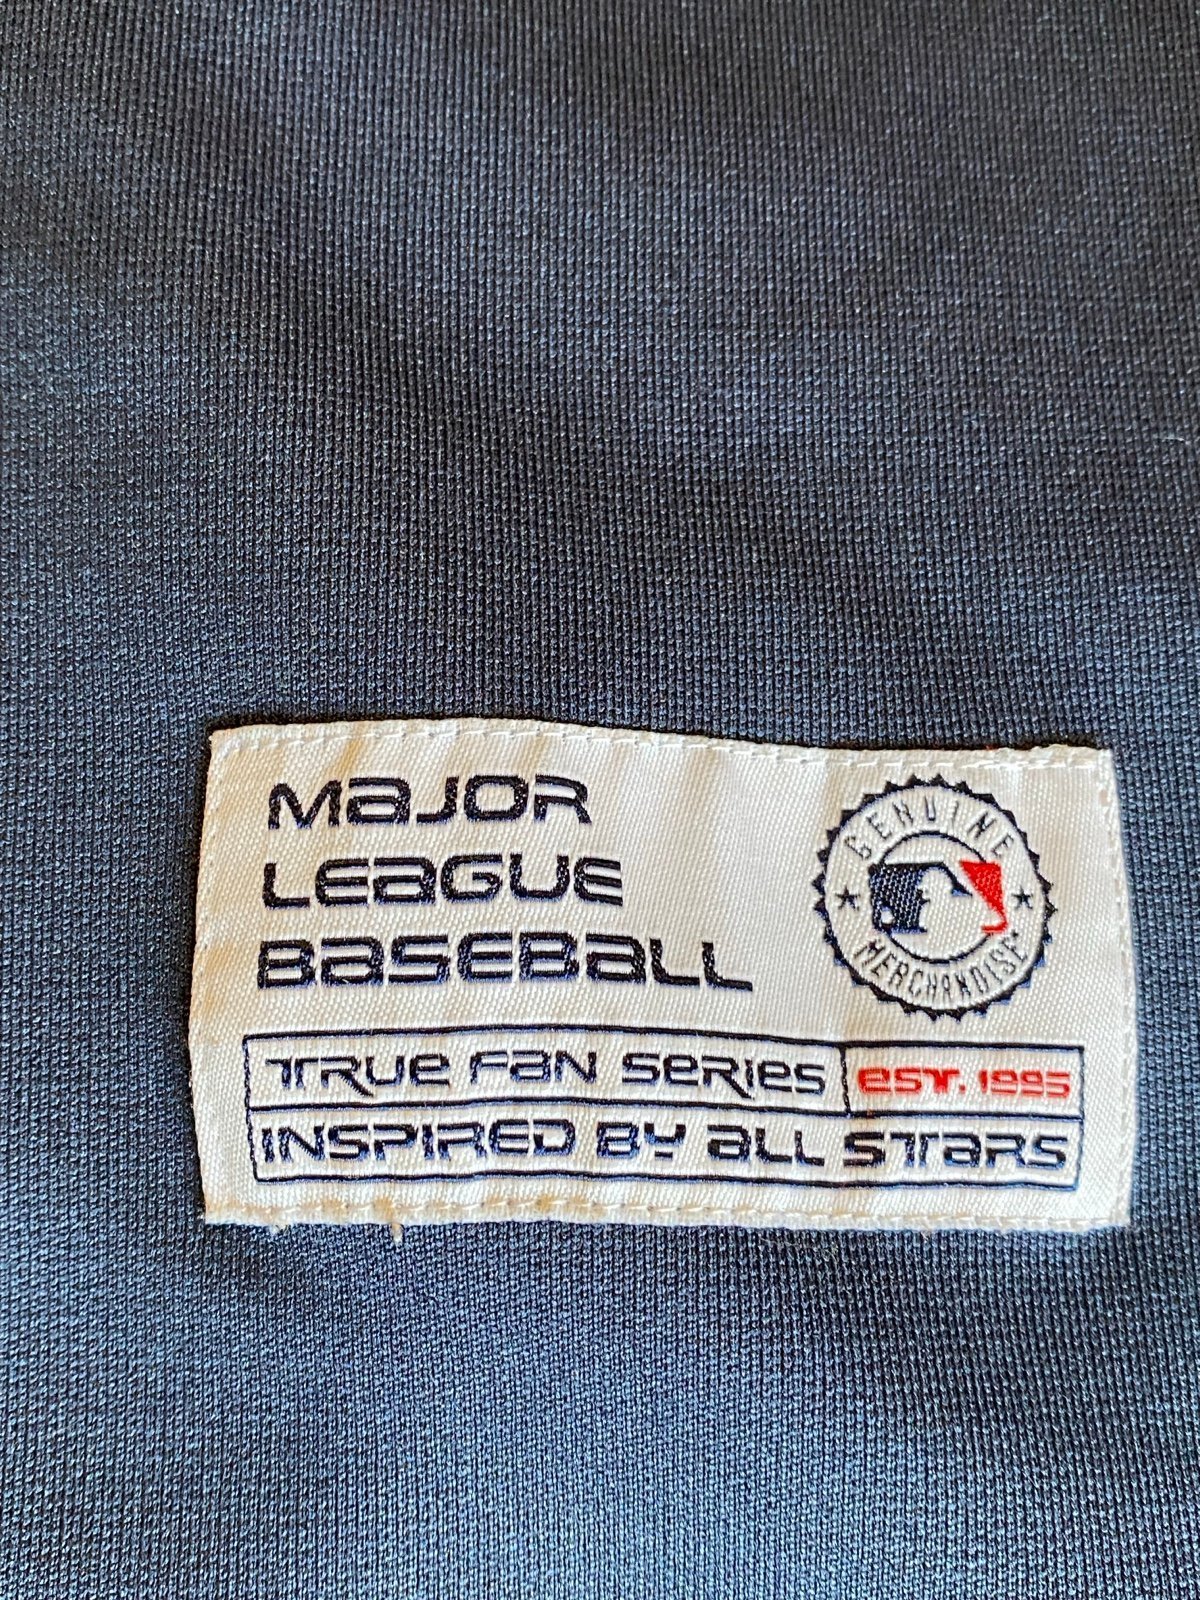 MAJOR
LEAGUE
BASEBALL
GENUINE
MERCHANDISE
TRUE FAN SERIES
EST. 1995
INSPIRED BY ALL STARS